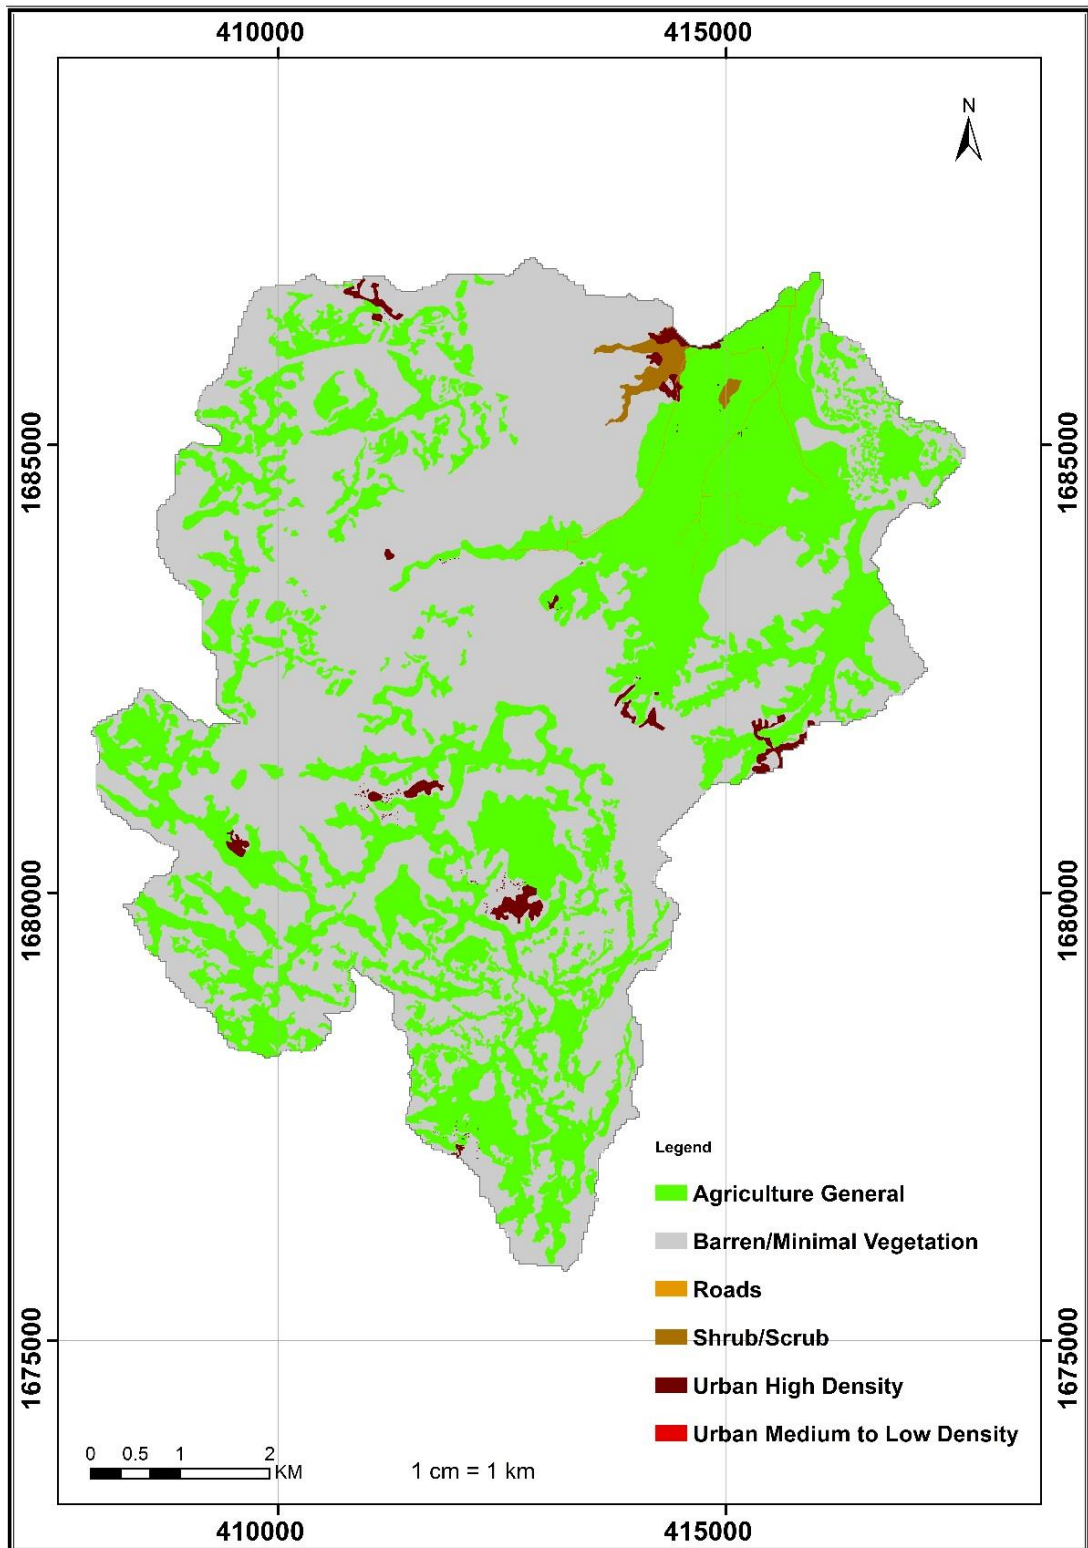 410000 415000
N
1685000 1685000
1680000 1680000
Legend
Agriculture General
Barren/Minimal Vegetation
Roads
1675000 1675000
Shrub/Scrub
Urban High Density
Urban Medium to Low Density
0 0.5 1 2
KM
1 cm = 1 km
410000 415000